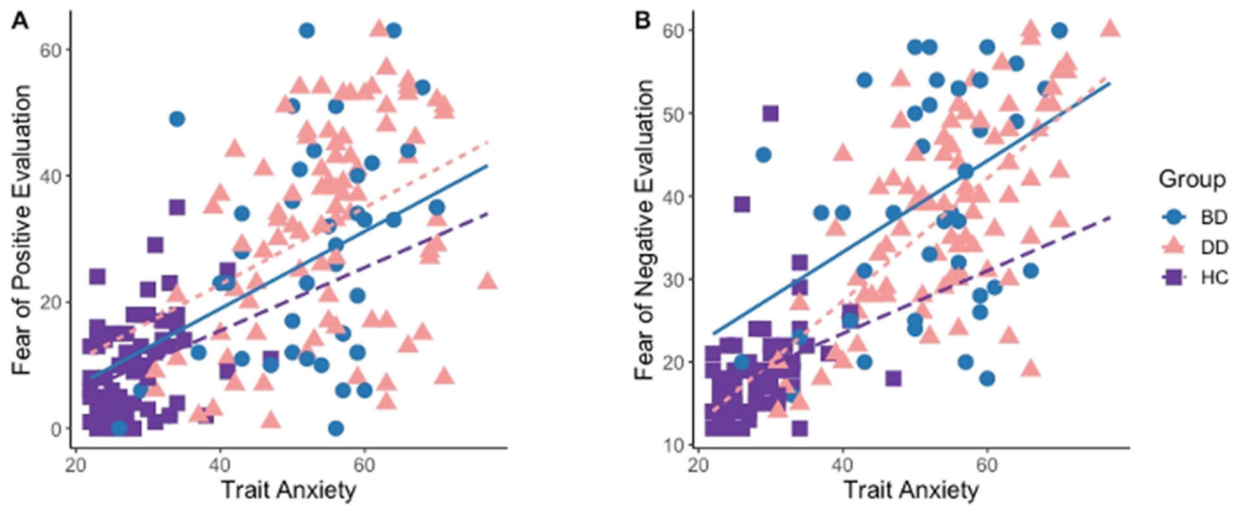 A
Fear of Positive Evaluation
60
40
20
0
20 40 60
Trait Anxiety
B
Fear of Negative Evaluation
60
50
40
30
20
10
20 40 60
Trait Anxiety
Group
BD
DD
HC